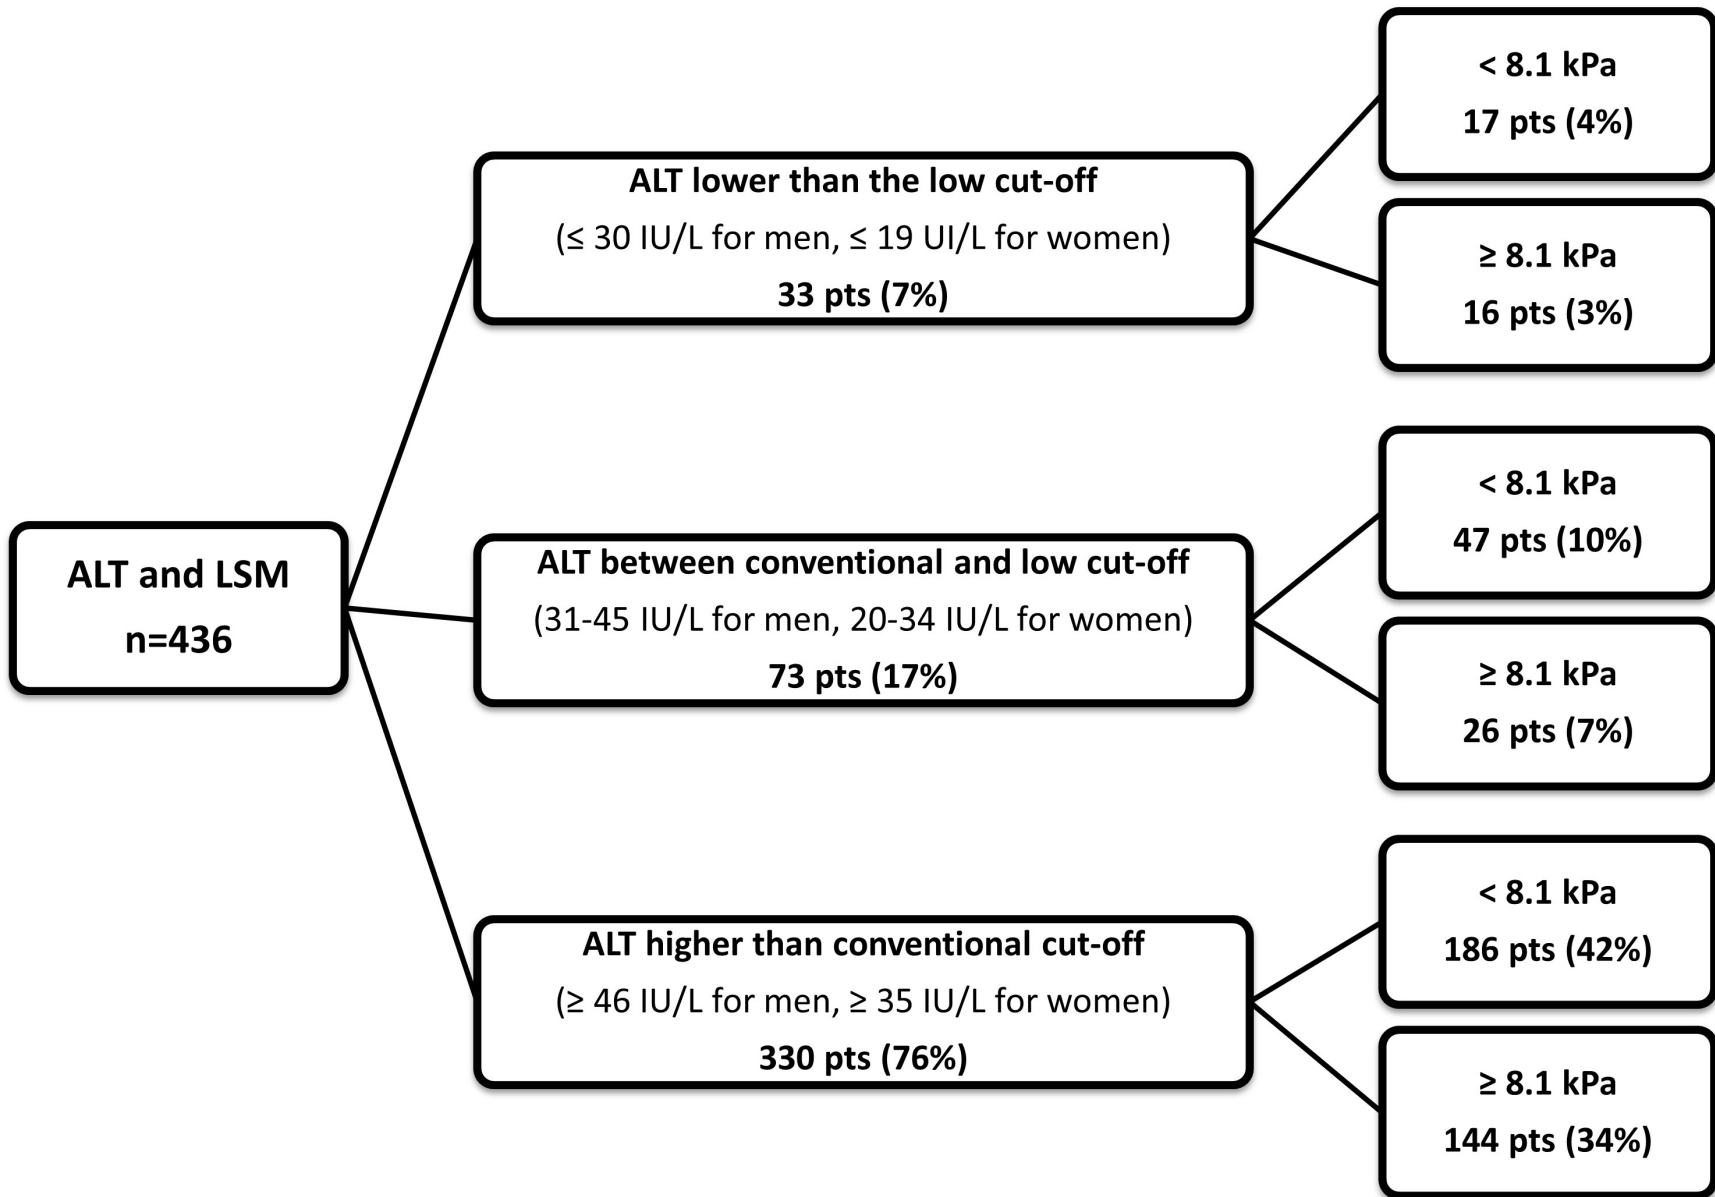 ALT and LSM
n=436
ALT lower than the low cut-off
(≤ 30 IU/L for men, ≤ 19 UI/L for women)
33 pts (7%)
< 8.1 kPa
17 pts (4%)
≥ 8.1 kPa
16 pts (3%)
ALT between conventional and low cut-off
(31-45 IU/L for men, 20-34 IU/L for women)
73 pts (17%)
< 8.1 kPa
47 pts (10%)
≥ 8.1 kPa
26 pts (7%)
ALT higher than conventional cut-off
(≥ 46 IU/L for men, ≥ 35 IU/L for women)
330 pts (76%)
< 8.1 kPa
186 pts (42%)
≥ 8.1 kPa
144 pts (34%)